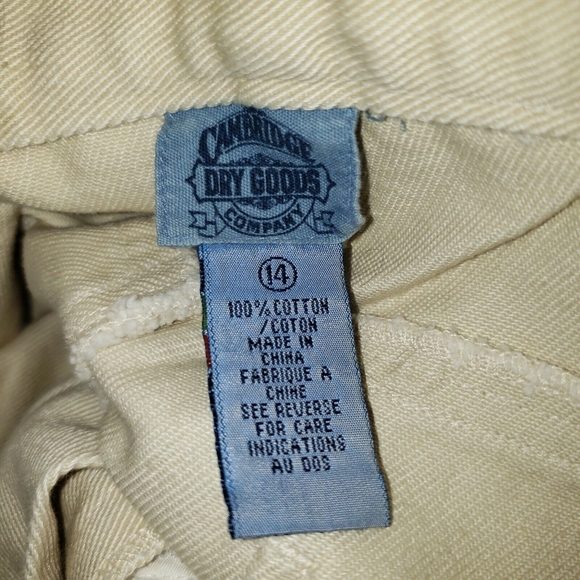 CAMBRIDGE
DRY GOODS
COMPANY
14
100% COTTON
/COTON
MADE IN
CHINA
FABRIQUE A
CHINE
SEE REVERSE
FOR CARE
INDICATIONS
AU DOS